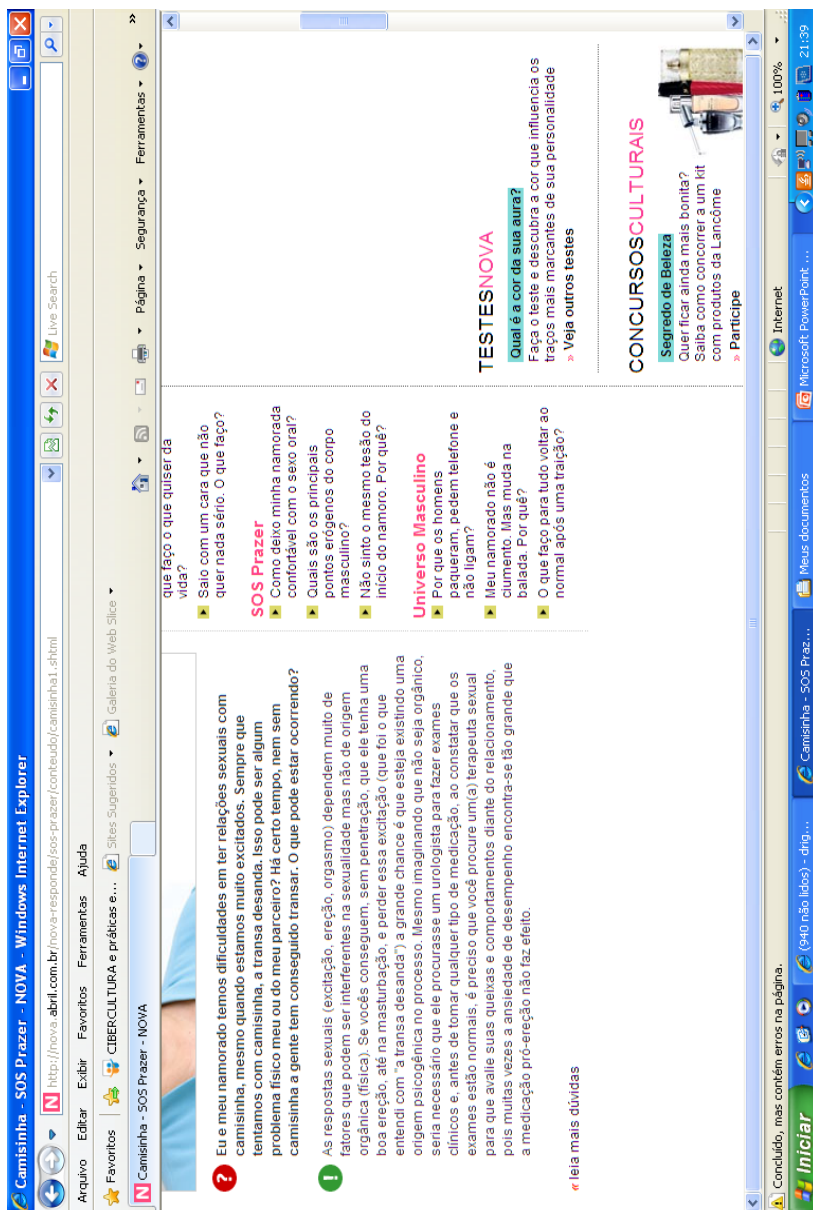 Camisinha - SOS Prazer - NOVA - Windows Internet Explorer
http://nova.abril.com.br/nova-responde/sos-prazer/conteudo/camisinha1.shtml
Live Search
Arquivo Editar Exibir Favoritos Ferramentas Ajuda
Favoritos CIBERCULTURA e práticas e... Sites Sugeridos Galeria do Web Slice
Camisinha - SOS Prazer - NOVA
Página Segurança Ferramentas
Eu e meu namorado temos dificuldades em ter relações sexuais com
camisinha, mesmo quando estamos muito excitados. Sempre que
tentamos com camisinha, a transa desanda. Isso pode ser algum
problema físico meu ou do meu parceiro? Há certo tempo, nem sem
camisinha a gente tem conseguido transar. O que pode estar ocorrendo?
As respostas sexuais (excitação, ereção, orgasmo) dependem muito de
fatores que podem ser interferentes na sexualidade mas não de origem
orgânica (física). Se vocês conseguem, sem penetração, que ele tenha uma
boa ereção, até na masturbação, e perder essa excitação (que foi o que
entendi com "a transa desanda") a grande chance é que esteja existindo uma
origem psicogênica no processo. Mesmo imaginando que não seja orgânico,
seria necessário que ele procurasse um urologista para fazer exames
clínicos e, antes de tomar qualquer tipo de medicação, ao constatar que os
exames estão normais, é preciso que você procure um(a) terapeuta sexual
para que avalie suas queixas e comportamentos diante do relacionamento,
pois muitas vezes a ansiedade de desempenho encontra-se tão grande que
a medicação pró-ereção não faz efeito.
« leia mais dúvidas
que faço o que quiser da
vida?
Saio com um cara que não
quer nada sério. O que faço?
SOS Prazer
Como deixo minha namorada
confortável com o sexo oral?
Quais são os principais
pontos erógenos do corpo
masculino?
Não sinto o mesmo tesão do
início do namoro. Por quê?
Universo Masculino
Por que os homens
paqueram, pedem telefone e
não ligam?
Meu namorado não é
ciumento. Mas muda na
balada. Por quê?
O que faço para tudo voltar ao
normal após uma traição?
TESTESNOVA
Qual é a cor da sua aura?
Faça o teste e descubra a cor que influencia os
traços mais marcantes de sua personalidade
» Veja outros testes
CONCURSOSCULTURAIS
Segredo de Beleza
Quer ficar ainda mais bonita?
Saiba como concorrer a um kit
com produtos da Lancôme
» Participe
Concluído, mas contém erros na página.
Internet
100%
Iniciar
(940 não lidos) - drig...
Camisinha - SOS Praz...
Meus documentos
Microsoft PowerPoint ...
21:39